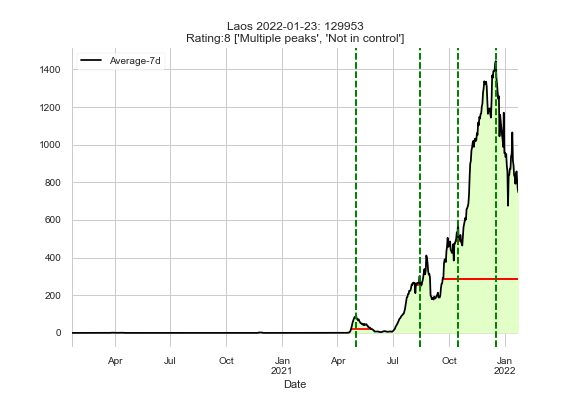 Laos 2022-01-23: 129953
Rating:8 ['Multiple peaks', 'Not in control']
Average-7d
1400
1200
1000
800
600
400
200
0
Apr Jul Oct Jan Apr Jul Oct Jan
2021 2022
Date